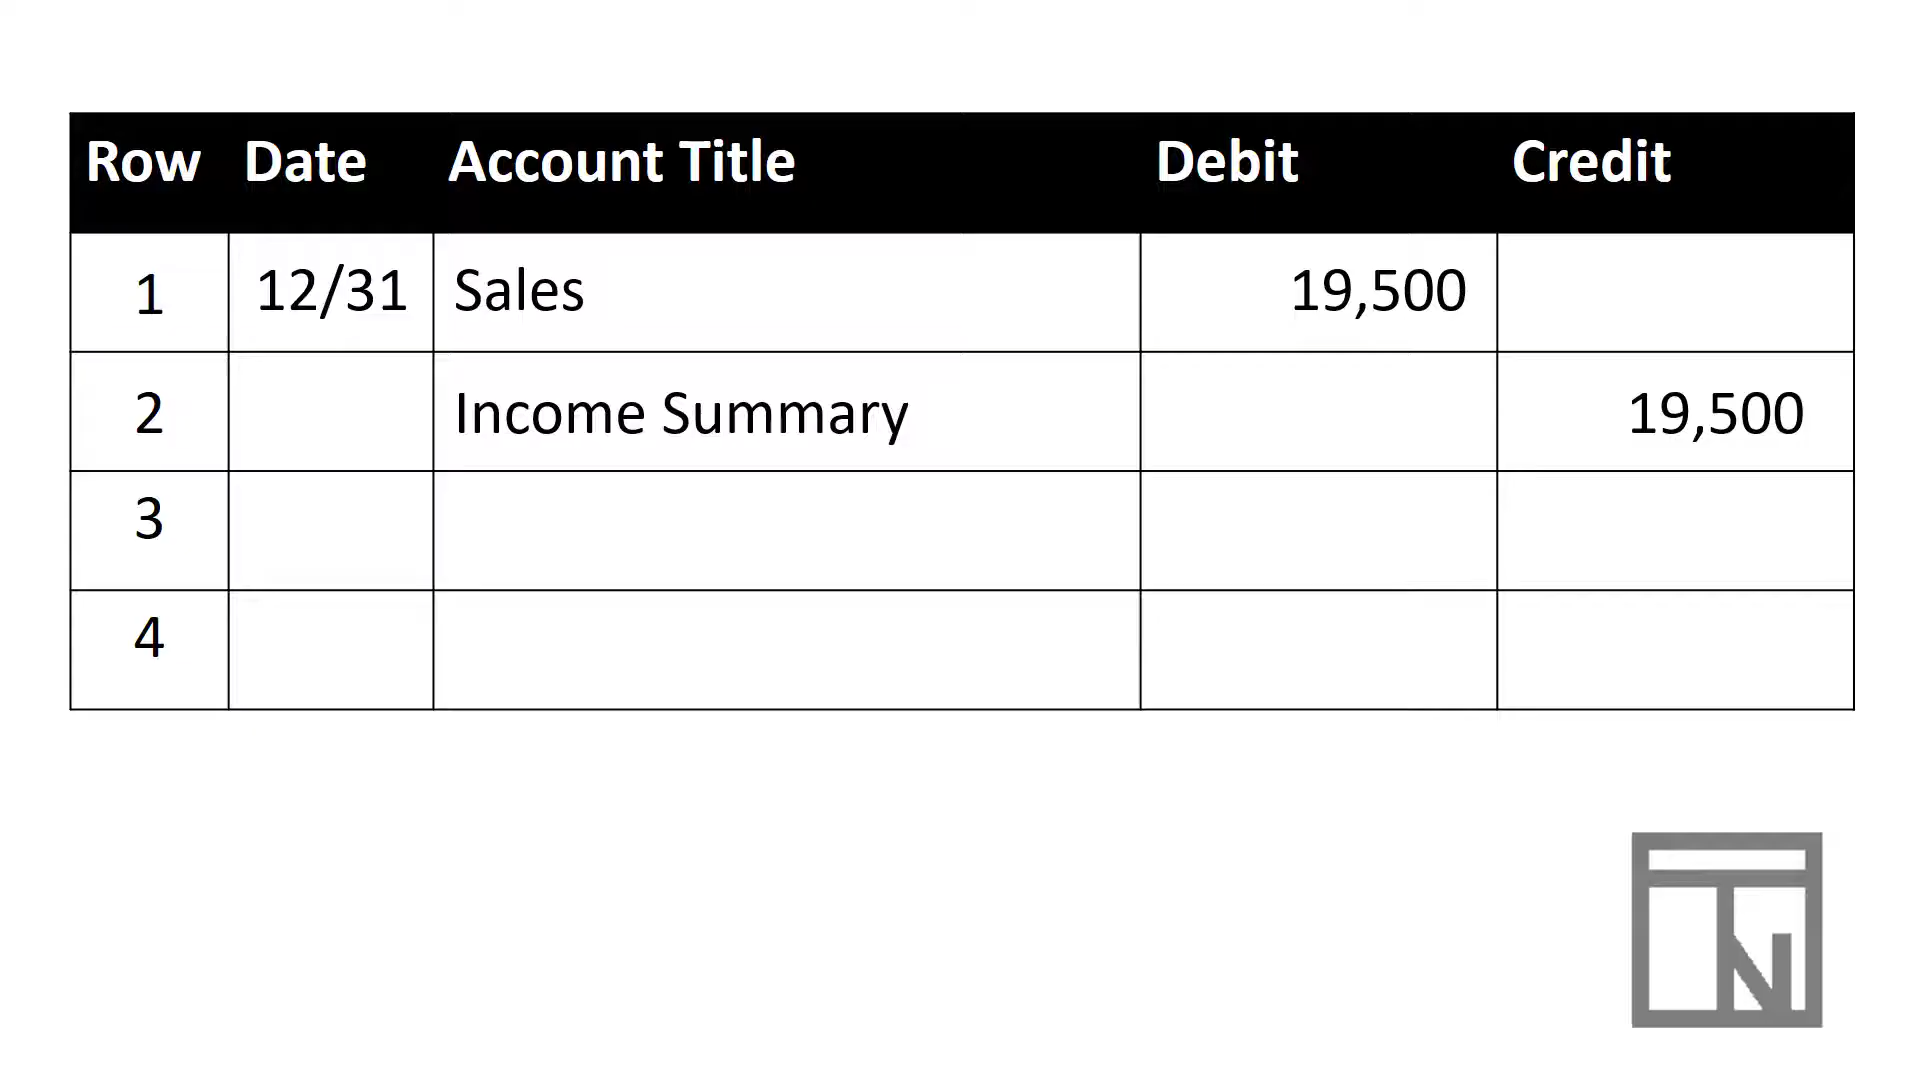 Row Date Account Title Debit Credit
1 12/31 Sales 19,500
2 Income Summary 19,500
3
4
TN